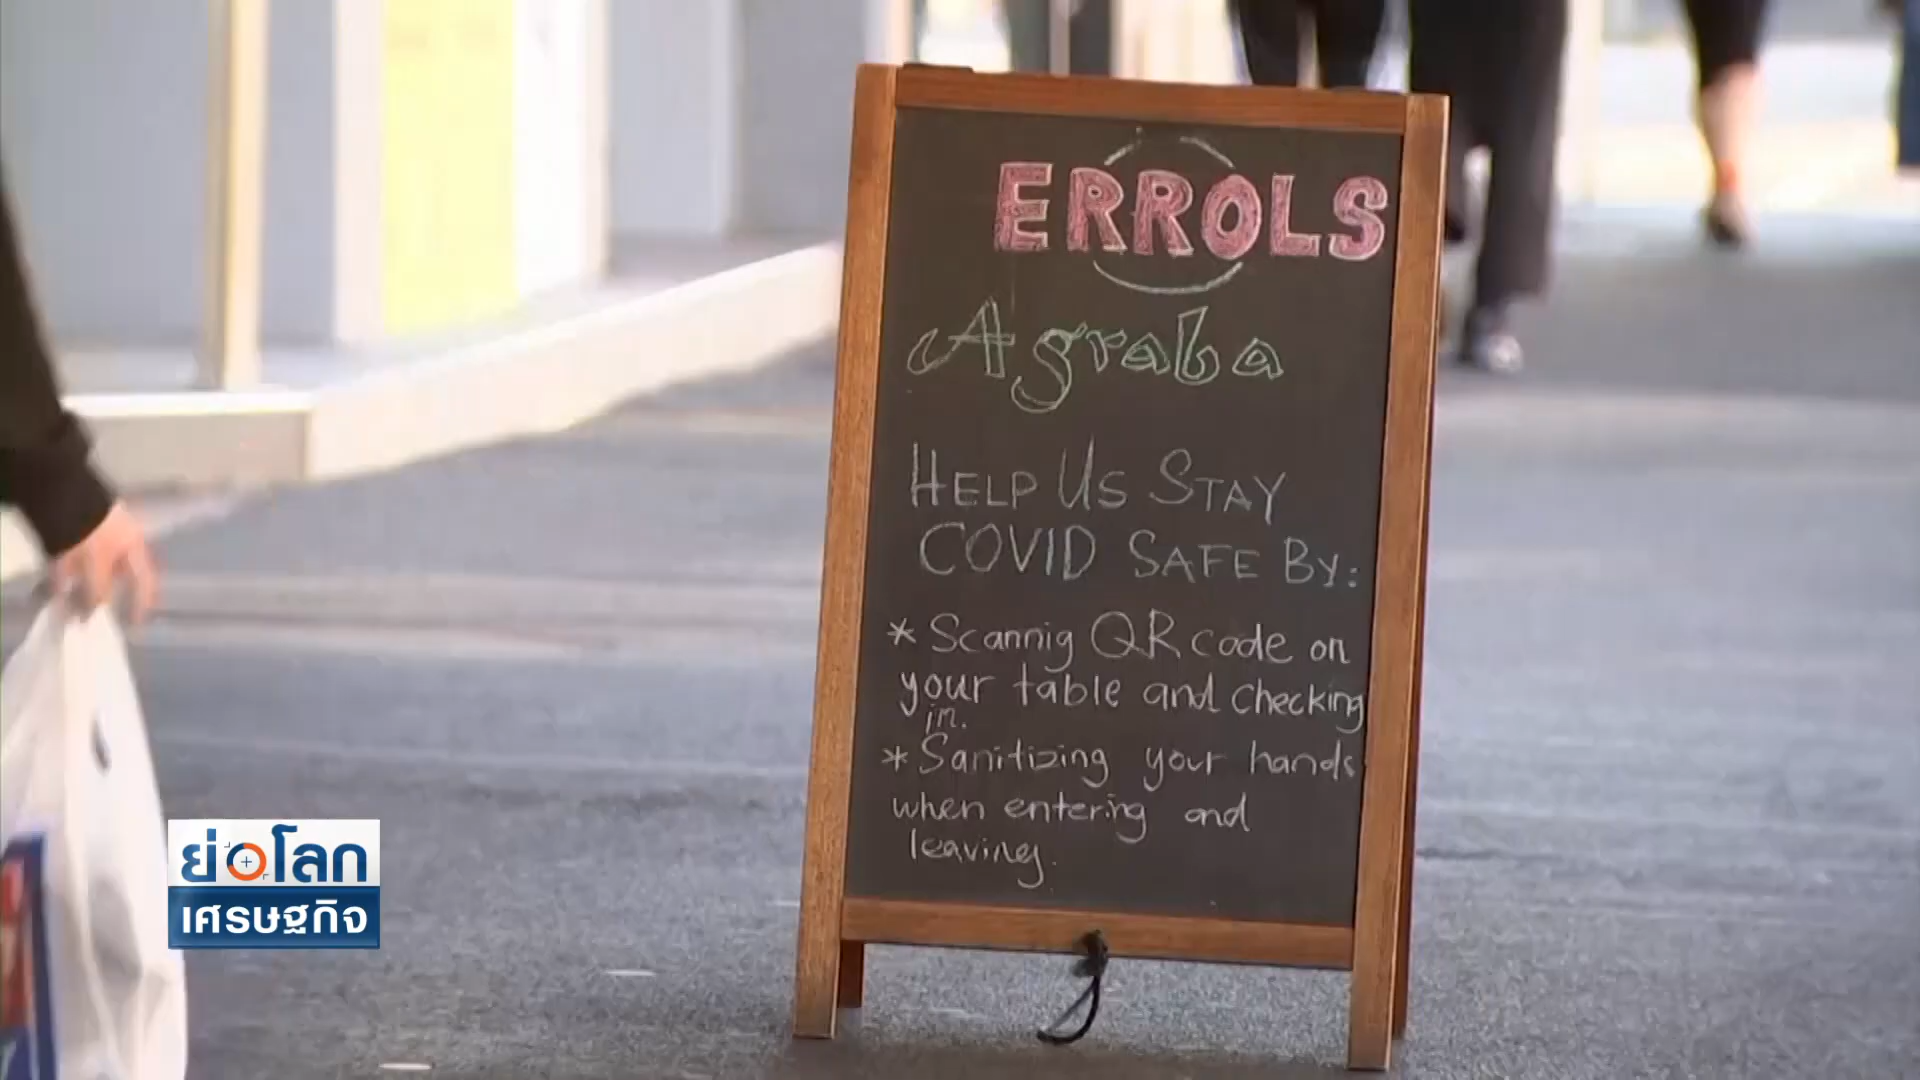 ERROLS
Agraba
HELP US STAY
COVID SAFE BY:
* Scannig QR code on
your table and checking
in.
* Sanitizing your hands
when entering and
leaving.
ย่อโลก
เศรษฐกิจ